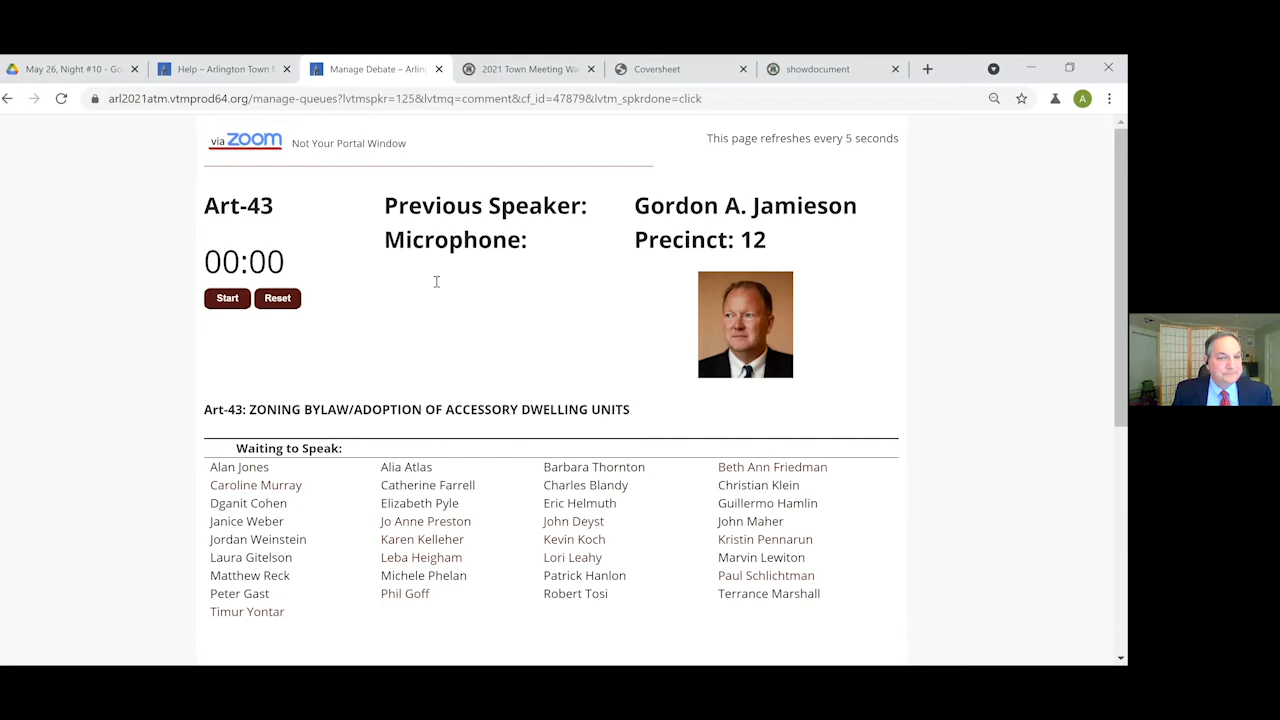 May 26, Night #10 - Go
Help – Arlington Town M
Manage Debate – Arlin
2021 Town Meeting Wa
Coversheet
showdocument
arl2021atm.vtmprod64.org/manage-queues?lvtmspkr=125&lvtmq=comment&cf_id=47879&lvtm_spkrdone=click
A
via zoom
Not Your Portal Window
This page refreshes every 5 seconds
Art-43
Previous Speaker:
Gordon A. Jamieson
Microphone:
Precinct: 12
00:00
Start
Reset
Art-43: ZONING BYLAW/ADOPTION OF ACCESSORY DWELLING UNITS
Waiting to Speak:
Alan Jones Alia Atlas Barbara Thornton Beth Ann Friedman
Caroline Murray Catherine Farrell Charles Blandy Christian Klein
Dganit Cohen Elizabeth Pyle Eric Helmuth Guillermo Hamlin
Janice Weber Jo Anne Preston John Deyst John Maher
Jordan Weinstein Karen Kelleher Kevin Koch Kristin Pennarun
Laura Gitelson Leba Heigham Lori Leahy Marvin Lewiton
Matthew Reck Michele Phelan Patrick Hanlon Paul Schlichtman
Peter Gast Phil Goff Robert Tosi Terrance Marshall
Timur Yontar